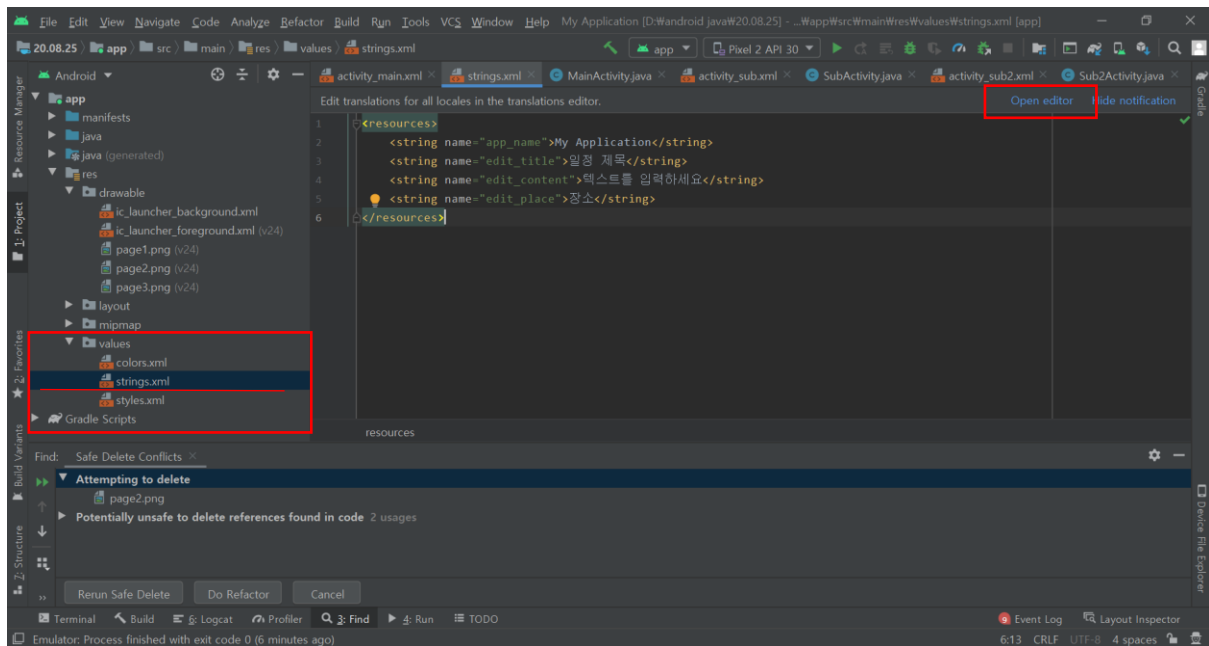 File Edit View Navigate Code Analyze Refactor Build Run Tools VCS Window Help My Application [D:₩android java₩20.08.25] - ...₩app₩src₩main₩res₩values₩strings.xml [app]
20.08.25 app src main res values strings.xml app Pixel 2 API 30
Android activity_main.xml strings.xml MainActivity.java activity_sub.xml SubActivity.java activity_sub2.xml Sub2Activity.java
Resource Manager
1: Project
2: Favorites
Build Variants
Z: Structure
app
manifests
java
java (generated)
res
drawable
ic_launcher_background.xml
ic_launcher_foreground.xml (v24)
page1.png (v24)
page2.png (v24)
page3.png (v24)
layout
mipmap
values
colors.xml
strings.xml
styles.xml
Gradle Scripts
Edit translations for all locales in the translations editor. Open editor Hide notification
1 <resources>
2 <string name="app_name">My Application</string>
3 <string name="edit_title">일정 제목</string>
4 <string name="edit_content">텍스트를 입력하세요</string>
5 <string name="edit_place">장소</string>
6 </resources>
resources
Gradle
Device File Explorer
Find: Safe Delete Conflicts
Attempting to delete
page2.png
Potentially unsafe to delete references found in code 2 usages
Rerun Safe Delete Do Refactor Cancel
Terminal Build 6: Logcat Profiler 3: Find 4: Run TODO 9 Event Log Layout Inspector
Emulator: Process finished with exit code 0 (6 minutes ago) 6:13 CRLF UTF-8 4 spaces